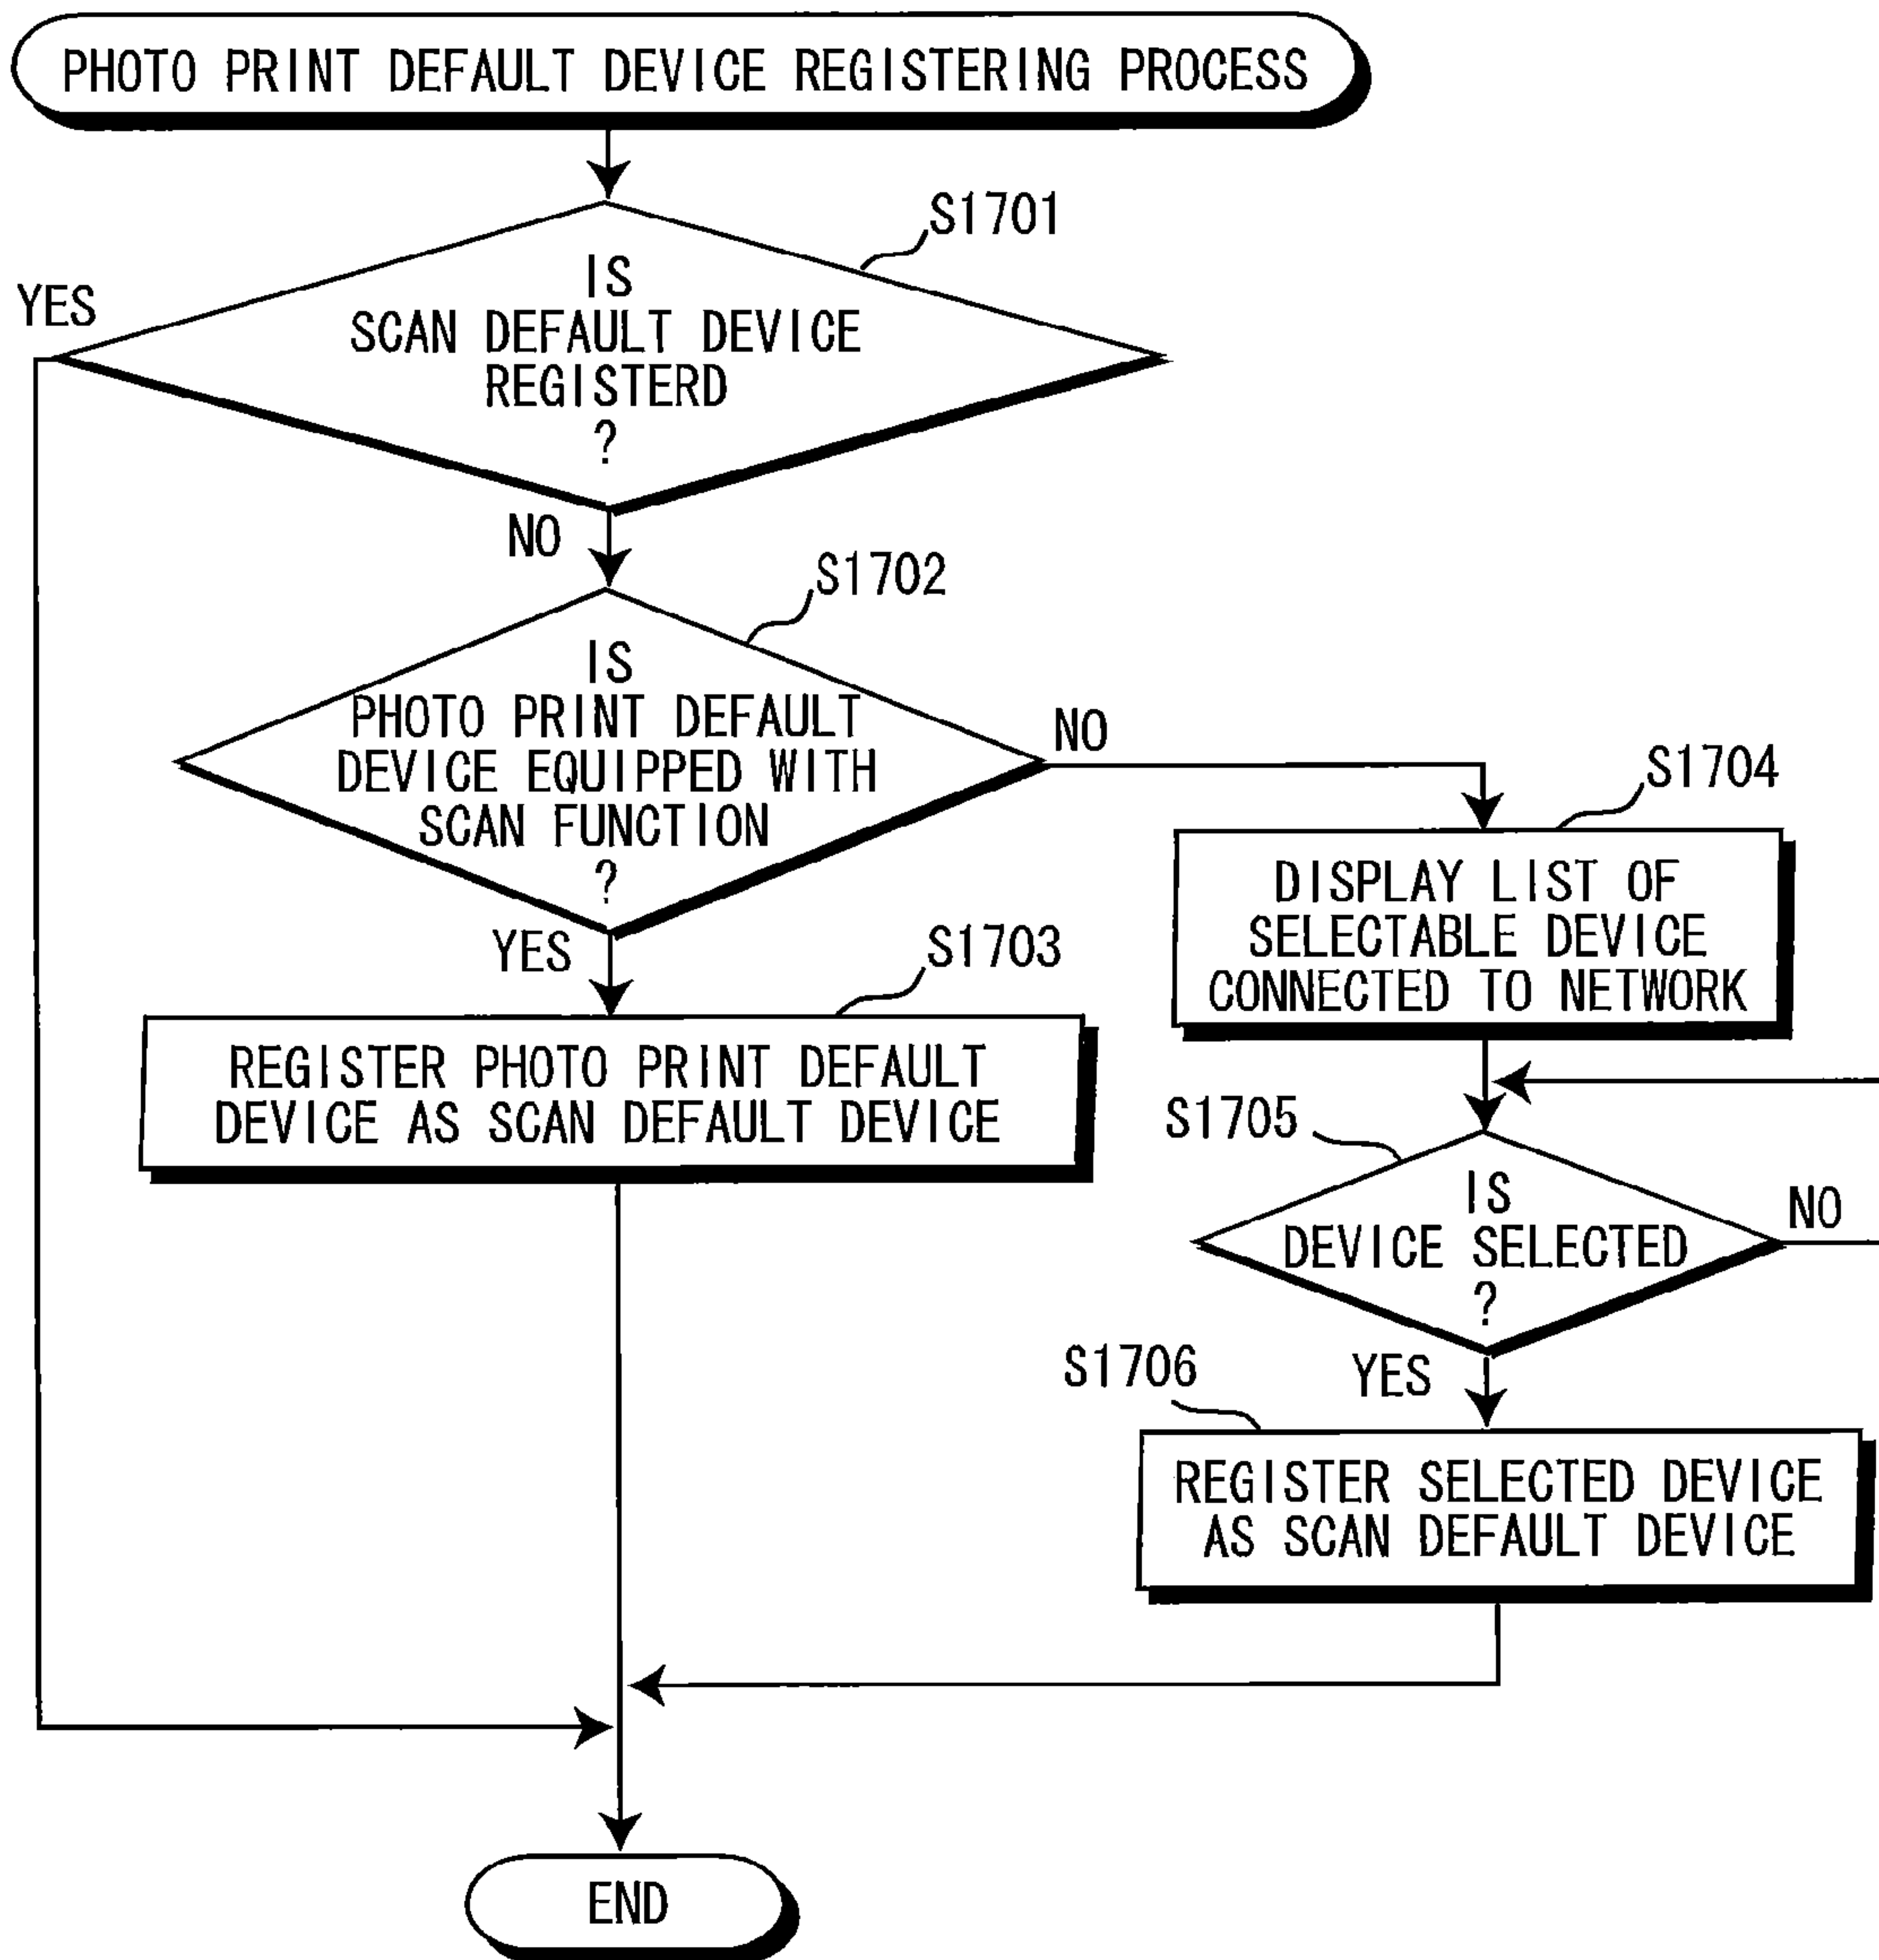 PHOTO PRINT DEFAULT DEVICE REGISTERING PROCESS
S1701
YES
IS
SCAN DEFAULT DEVICE
REGISTERD
?
NO
S1702
IS
PHOTO PRINT DEFAULT
DEVICE EQUIPPED WITH
SCAN FUNCTION
?
NO
YES
S1703
REGISTER PHOTO PRINT DEFAULT
DEVICE AS SCAN DEFAULT DEVICE
S1704
DISPLAY LIST OF
SELECTABLE DEVICE
CONNECTED TO NETWORK
S1705
IS
DEVICE SELECTED
?
NO
YES
S1706
REGISTER SELECTED DEVICE
AS SCAN DEFAULT DEVICE
END